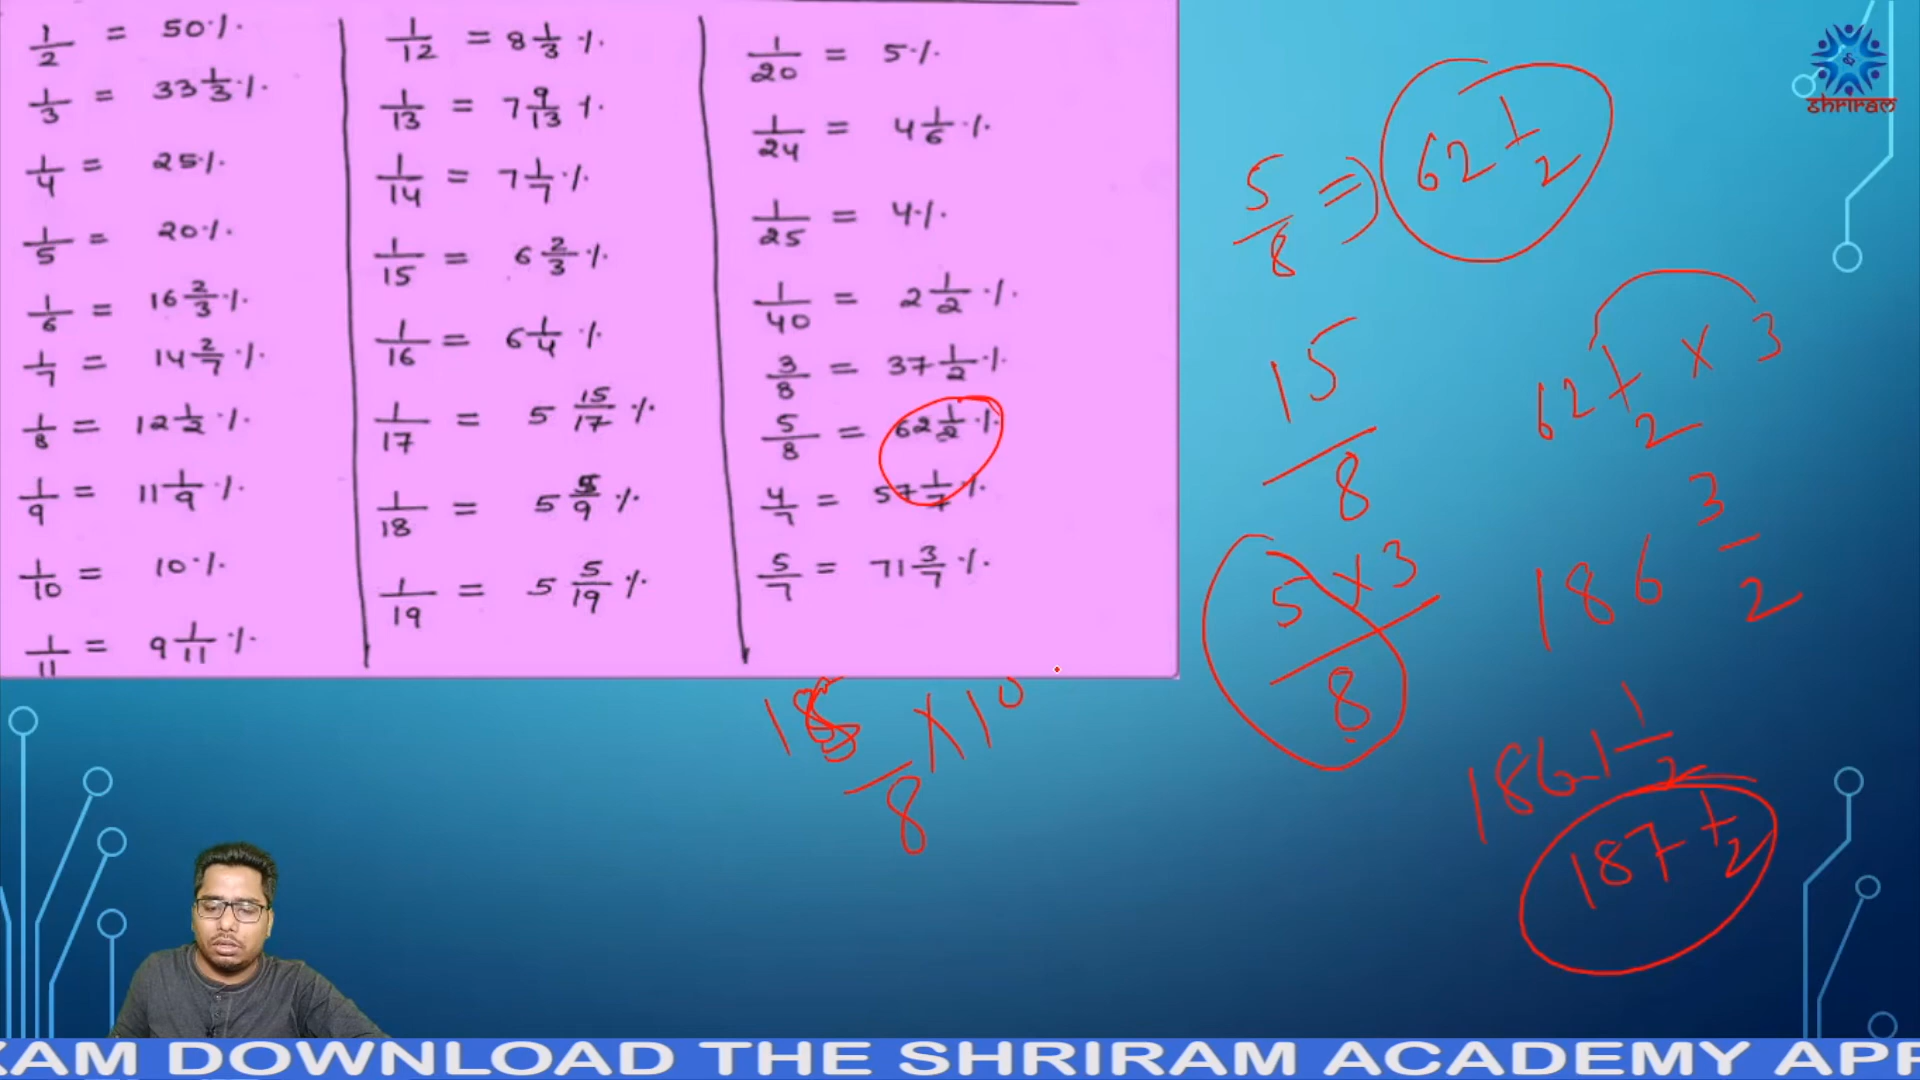 1/2 = 50%
1/3 = 33 1/3 %
1/4 = 25%
1/5 = 20%
1/6 = 16 2/3 %
1/7 = 14 2/7 %
1/8 = 12 1/2 %
1/9 = 11 1/9 %
1/10 = 10%
1/11 = 9 1/11 %
1/12 = 8 1/3 %
1/13 = 7 9/13 %
1/14 = 7 1/7 %
1/15 = 6 2/3 %
1/16 = 6 1/4 %
1/17 = 5 15/17 %
1/18 = 5 5/9 %
1/19 = 5 5/19 %
1/20 = 5%
1/24 = 4 1/6 %
1/25 = 4%
1/40 = 2 1/2 %
3/8 = 37 1/2 %
5/8 = 62 1/2 %
4/7 = 57 1/7 %
5/7 = 71 3/7 %
5/8 ⇒ 62 1/2
15/8
5×3/8
62 1/2 × 3
186 3/2
186 1 1/2
187 1/2
/8 × 10
Shriram
XAM DOWNLOAD THE SHRIRAM ACADEMY APP